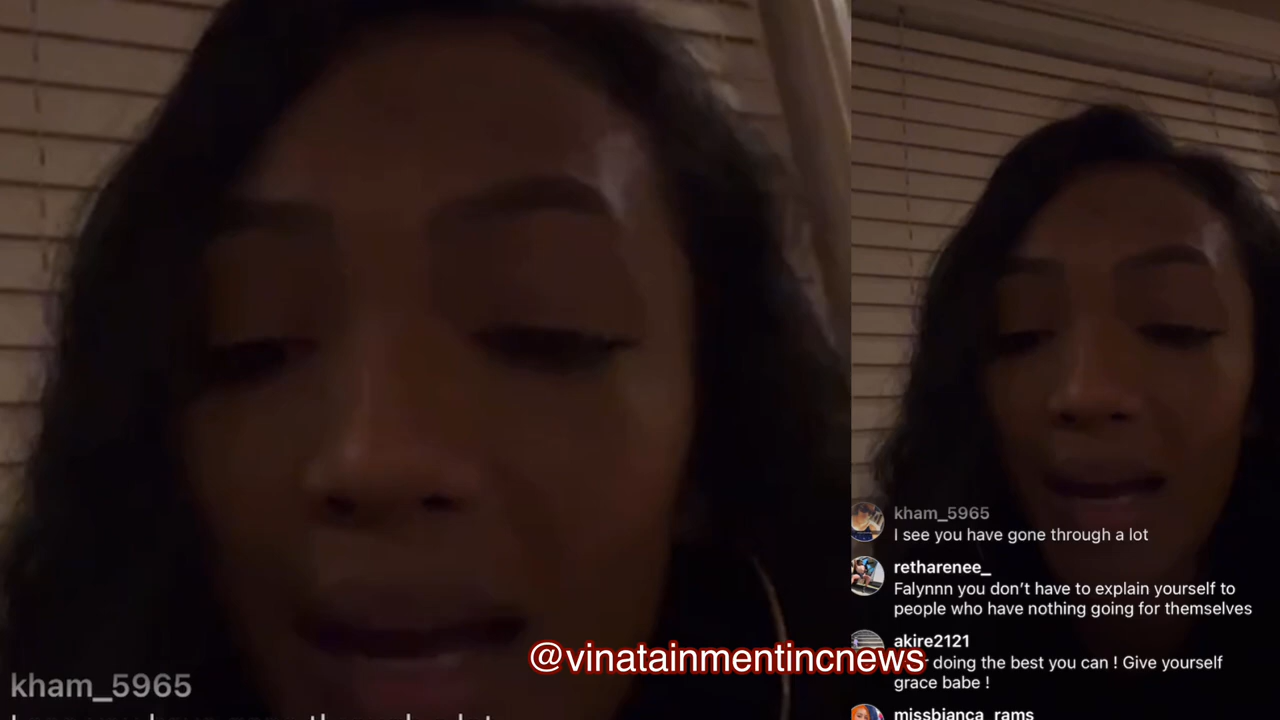 kham_5965
@vinatainmentincnews
kham_5965
I see you have gone through a lot
retharenee_
Falynnn you don’t have to explain yourself to
people who have nothing going for themselves
akire2121
doing the best you can ! Give yourself
grace babe !
missbianca_rams